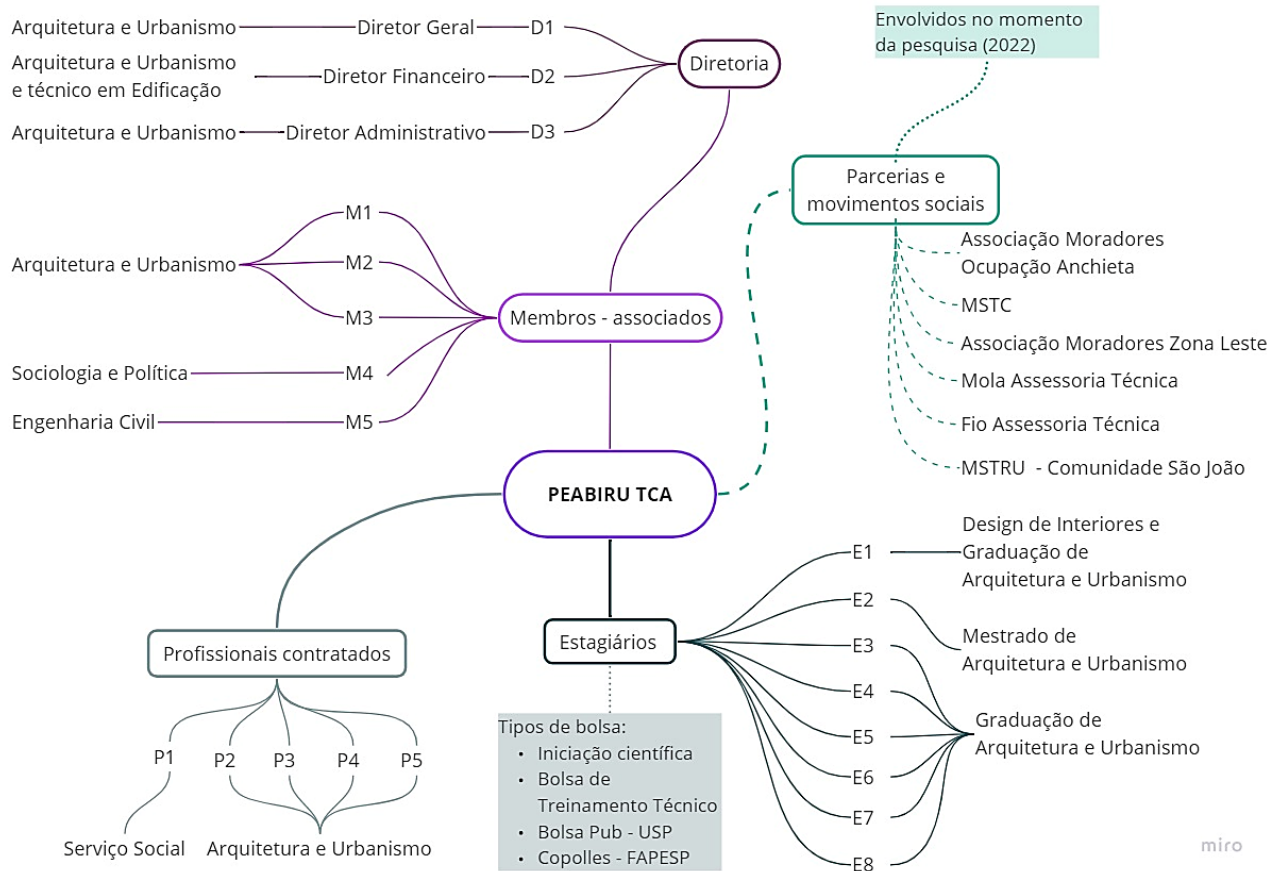 Arquitetura e Urbanismo Diretor Geral D1
Arquitetura e Urbanismo
e técnico em Edificação
Diretor Financeiro D2
Arquitetura e Urbanismo Diretor Administrativo D3
Diretoria
Envolvidos no momento
da pesquisa (2022)
Parcerias e
movimentos sociais
Associação Moradores
Ocupação Anchieta
MSTC
Associação Moradores Zona Leste
Mola Assessoria Técnica
Fio Assessoria Técnica
MSTRU - Comunidade São João
M1
Arquitetura e Urbanismo M2
M3
Sociologia e Política M4
Engenharia Civil M5
Membros - associados
PEABIRU TCA
Profissionais contratados
P1 P2 P3 P4 P5
Serviço Social Arquitetura e Urbanismo
Estagiários
Tipos de bolsa:
• Iniciação científica
• Bolsa de
Treinamento Técnico
• Bolsa Pub - USP
• Copolles - FAPESP
E1
E2
E3
E4
E5
E6
E7
E8
Design de Interiores e
Graduação de
Arquitetura e Urbanismo
Mestrado de
Arquitetura e Urbanismo
Graduação de
Arquitetura e Urbanismo
miro